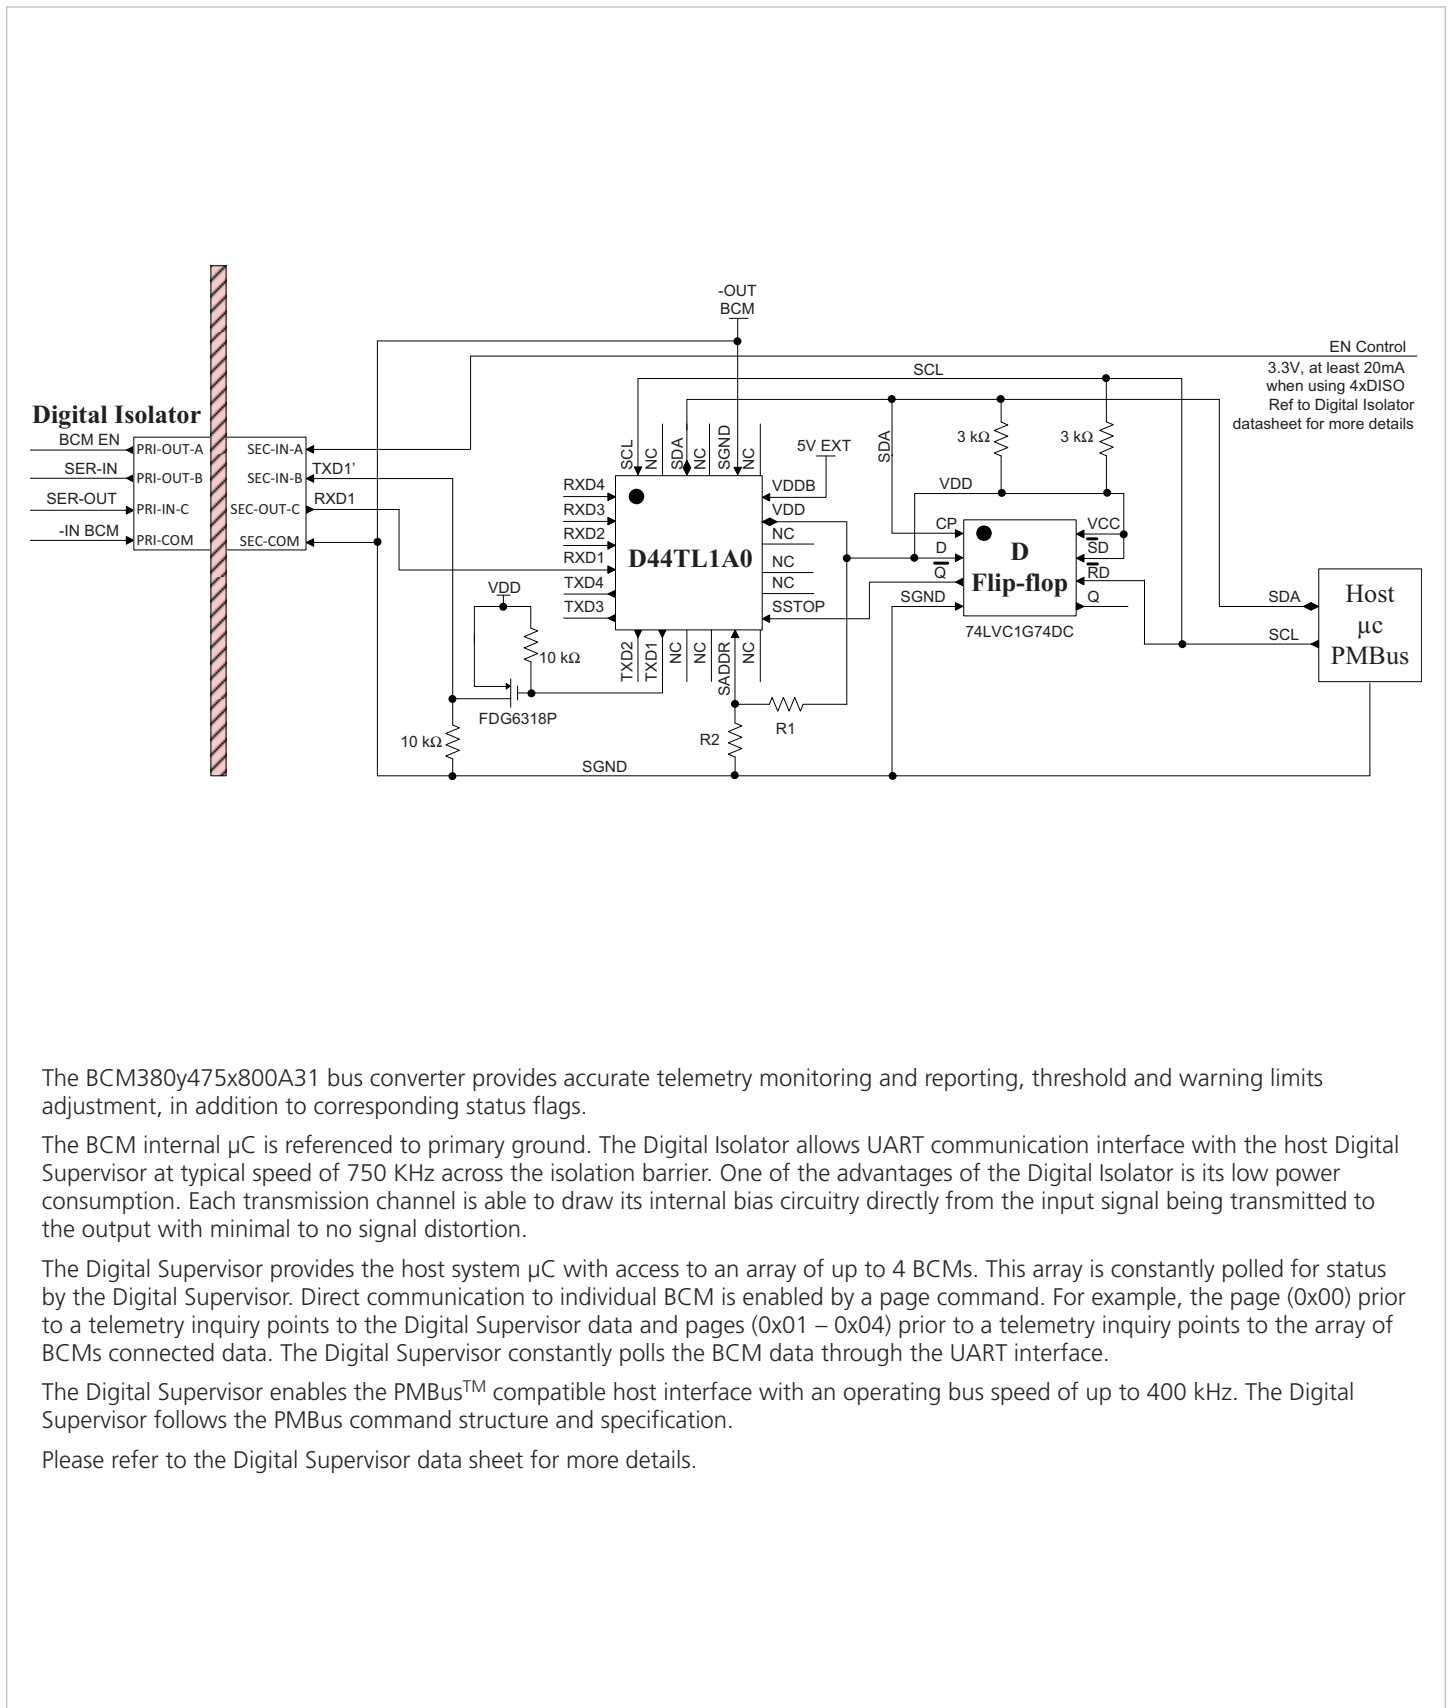 -OUT
BCM
EN Control
3.3V, at least 20mA
when using 4xDISO
Ref to Digital Isolator
datasheet for more details
SCL
Digital Isolator
BCM EN
PRI-OUT-A
SEC-IN-A
SER-IN
PRI-OUT-B
SEC-IN-B
TXD1'
SER-OUT
PRI-IN-C
SEC-OUT-C
RXD1
-IN BCM
PRI-COM
SEC-COM
SCL
NC
SDA
NC
SGND
NC
5V EXT
SDA
3 kΩ
3 kΩ
VDD
RXD4
RXD3
RXD2
RXD1
TXD4
TXD3
D44TL1A0
VDDB
VDD
NC
NC
NC
SSTOP
TXD2
TXD1
NC
NC
SADDR
NC
CP
D
Q̅
SGND
D
Flip-flop
VCC
S̅D
R̅D
Q
74LVC1G74DC
SDA
SCL
Host
µc
PMBus
VDD
10 kΩ
FDG6318P
10 kΩ
R1
R2
SGND
The BCM380y475x800A31 bus converter provides accurate telemetry monitoring and reporting, threshold and warning limits
adjustment, in addition to corresponding status flags.
The BCM internal µC is referenced to primary ground. The Digital Isolator allows UART communication interface with the host Digital
Supervisor at typical speed of 750 KHz across the isolation barrier. One of the advantages of the Digital Isolator is its low power
consumption. Each transmission channel is able to draw its internal bias circuitry directly from the input signal being transmitted to
the output with minimal to no signal distortion.
The Digital Supervisor provides the host system µC with access to an array of up to 4 BCMs. This array is constantly polled for status
by the Digital Supervisor. Direct communication to individual BCM is enabled by a page command. For example, the page (0x00) prior
to a telemetry inquiry points to the Digital Supervisor data and pages (0x01 – 0x04) prior to a telemetry inquiry points to the array of
BCMs connected data. The Digital Supervisor constantly polls the BCM data through the UART interface.
The Digital Supervisor enables the PMBus™ compatible host interface with an operating bus speed of up to 400 kHz. The Digital
Supervisor follows the PMBus command structure and specification.
Please refer to the Digital Supervisor data sheet for more details.